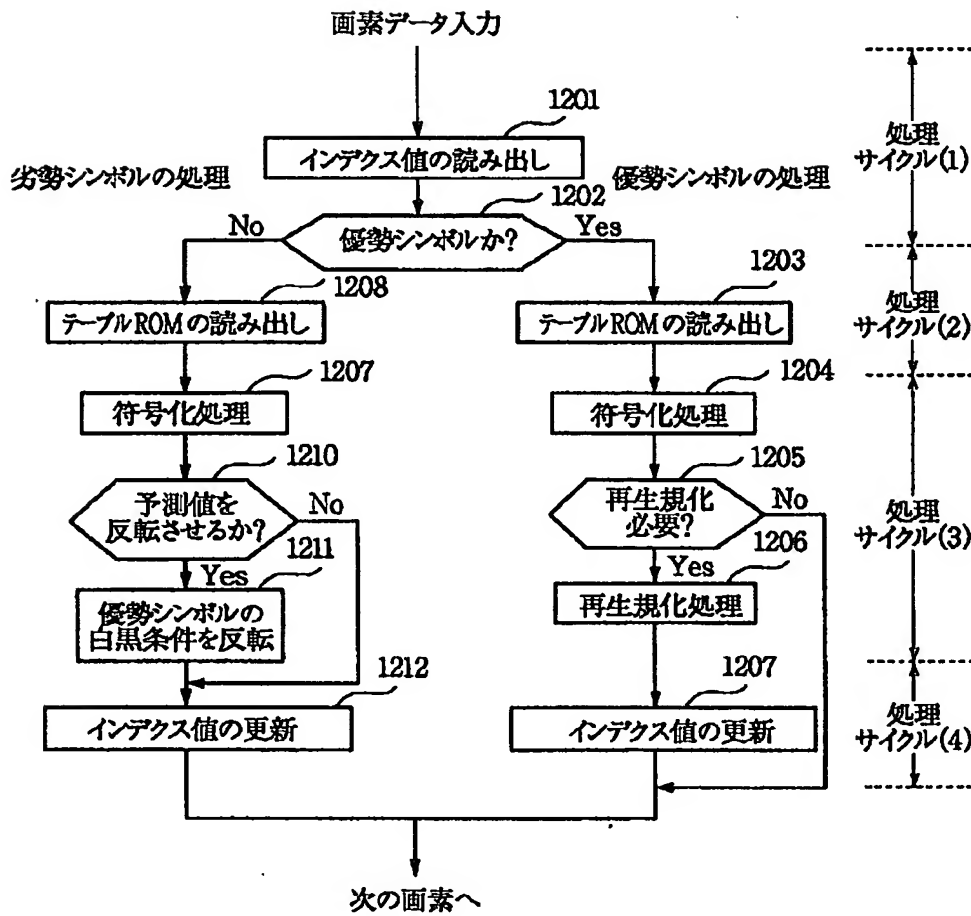 画素データ入力
1201
インデクス値の読み出し
劣勢シンボルの処理
優勢シンボルの処理
1202
No
優勢シンボルか?
Yes
処理
サイクル(1)
1208
テーブルROMの読み出し
1203
テーブルROMの読み出し
処理
サイクル(2)
1207
符号化処理
1204
符号化処理
1210
予測値を
反転させるか?
No
Yes
1205
再生規化
必要?
No
Yes
処理
サイクル(3)
1211
優勢シンボルの
白黒条件を反転
1206
再生規化処理
1212
インデクス値の更新
1207
インデクス値の更新
処理
サイクル(4)
次の画素へ